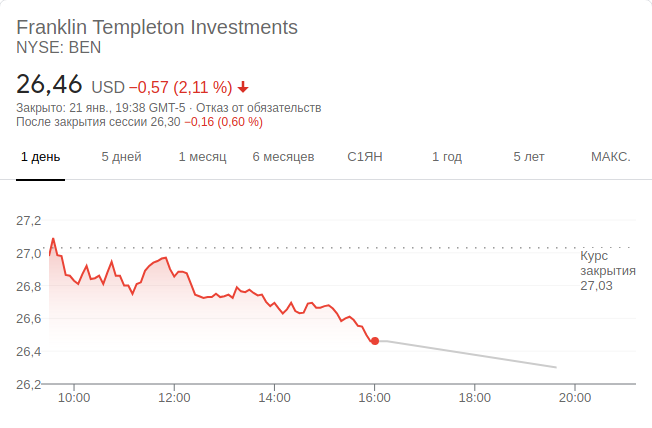 Franklin Templeton Investments
NYSE: BEN
26,46 USD −0,57 (2,11 %)
Закрыто: 21 янв., 19:38 GMT-5 · Отказ от обязательств
После закрытия сессии 26,30 −0,16 (0,60 %)
1 день 5 дней 1 месяц 6 месяцев С1ЯН 1 год 5 лет МАКС.
27,2
27,0
26,8
26,6
26,4
26,2
Курс
закрытия
27,03
10:00 12:00 14:00 16:00 18:00 20:00